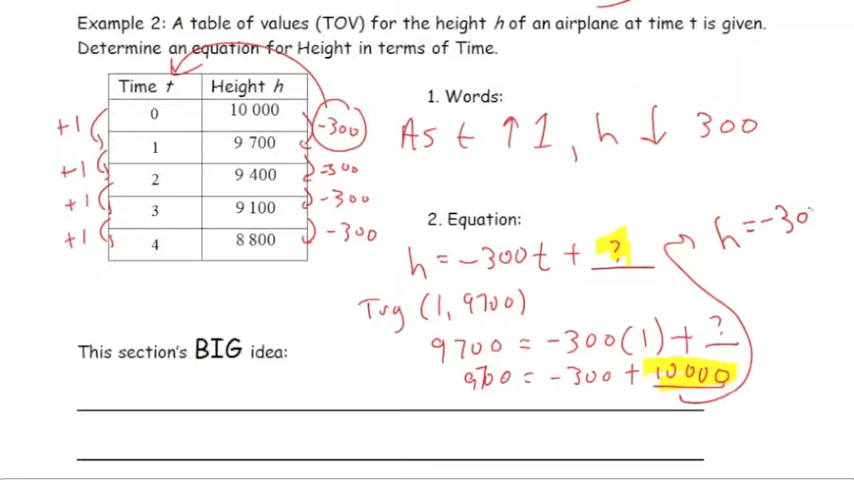 Example 2: A table of values (TOV) for the height h of an airplane at time t is given.
Determine an equation for Height in terms of Time.
Time t Height h
0 10 000
1 9 700
2 9 400
3 9 100
4 8 800
+1 -300
+1 -300
+1 -300
+1 -300
1. Words:
As t ↑ 1, h ↓ 300
2. Equation:
h = -300t + ?
h = -30
Try (1, 9700)
9700 = -300(1) + ?
9700 = -300 + 10000
This section's BIG idea: